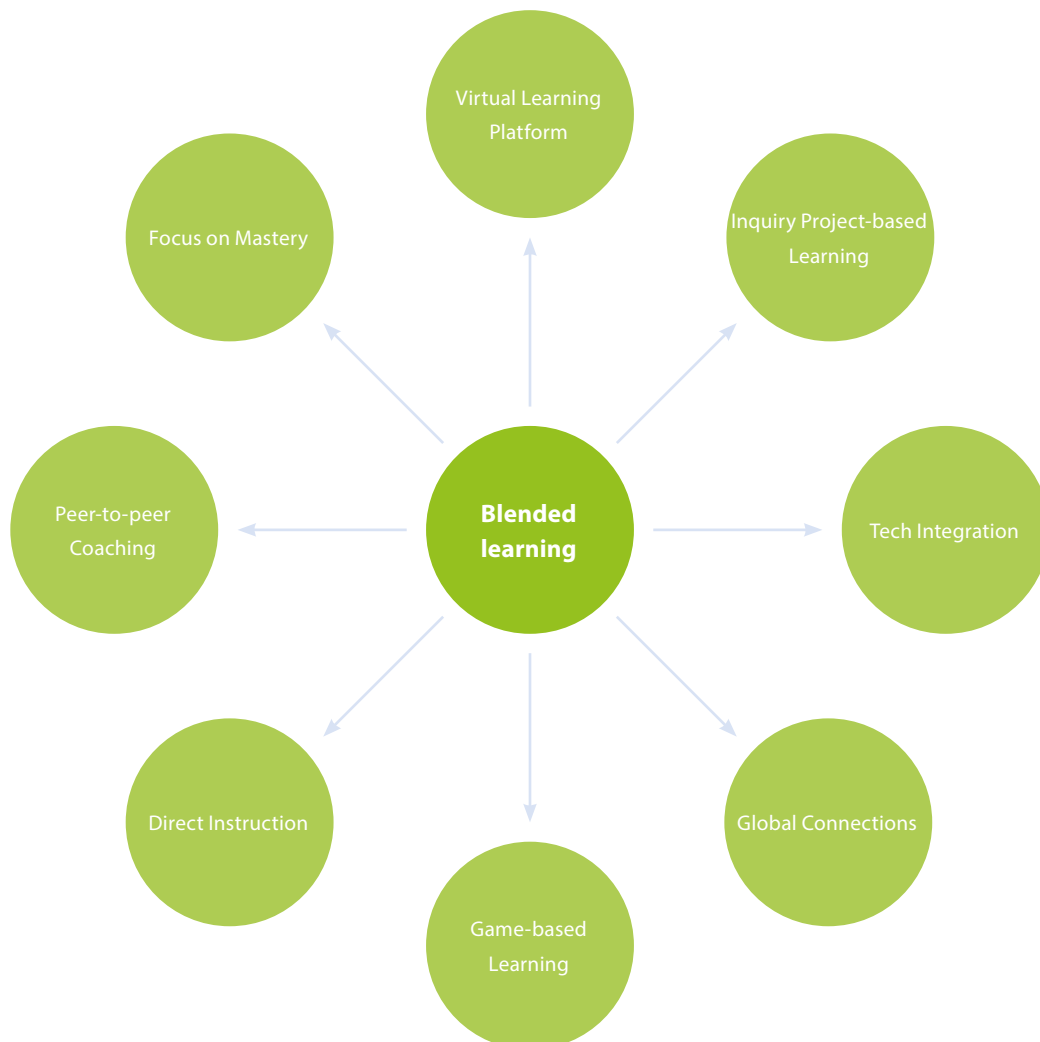 Virtual Learning
Platform
Focus on Mastery
Inquiry Project-based
Learning
Peer-to-peer
Coaching
Blended
learning
Tech Integration
Direct Instruction
Global Connections
Game-based
Learning